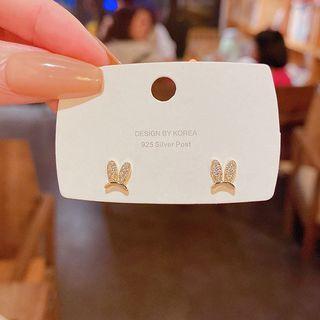 DESIGN BY KOREA
925 Silver Post